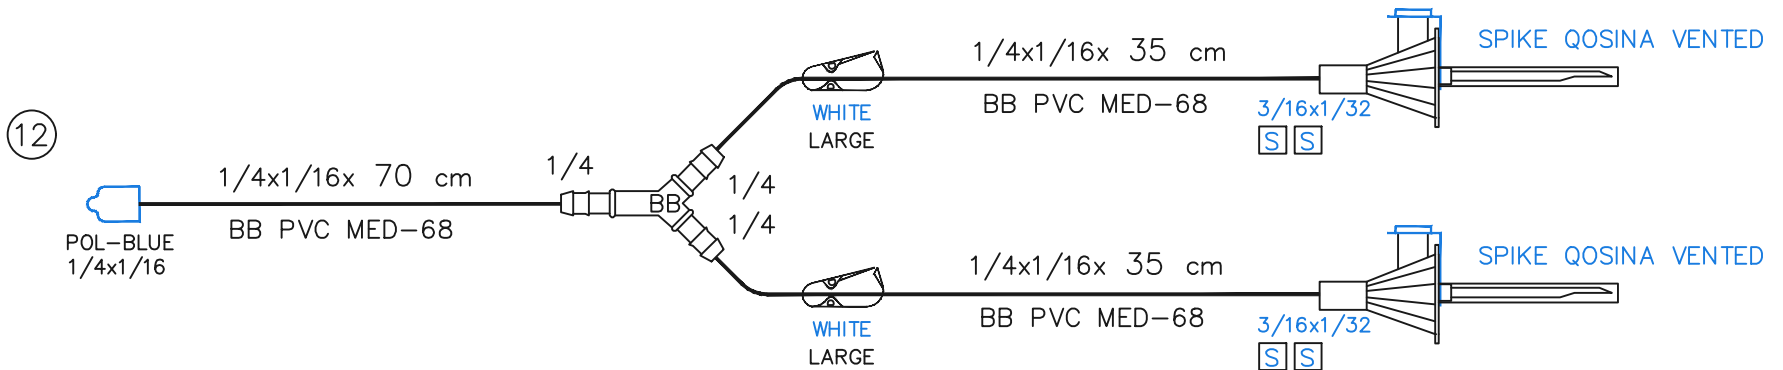 1/4x1/16x 35 cm
SPIKE QOSINA VENTED
BB PVC MED-68
WHITE
LARGE
3/16x1/32
S S
12
1/4x1/16x 70 cm
BB PVC MED-68
POL-BLUE
1/4x1/16
1/4
BB
1/4
1/4
1/4x1/16x 35 cm
SPIKE QOSINA VENTED
BB PVC MED-68
WHITE
LARGE
3/16x1/32
S S